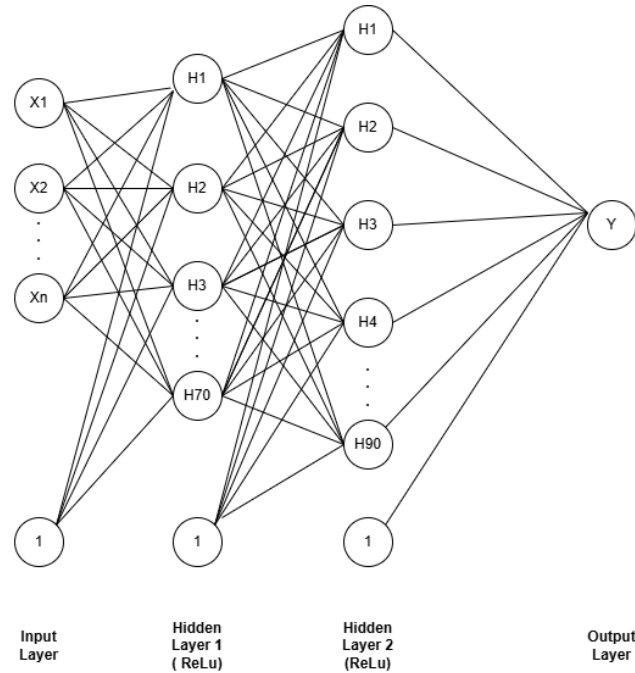 H1
H1
X1
H2
X2
H2
H3
Y
H3
Xn
H4
H70
H90
1
1
1
Input
Layer
Hidden
Layer 1
( ReLu)
Hidden
Layer 2
(ReLu)
Output
Layer